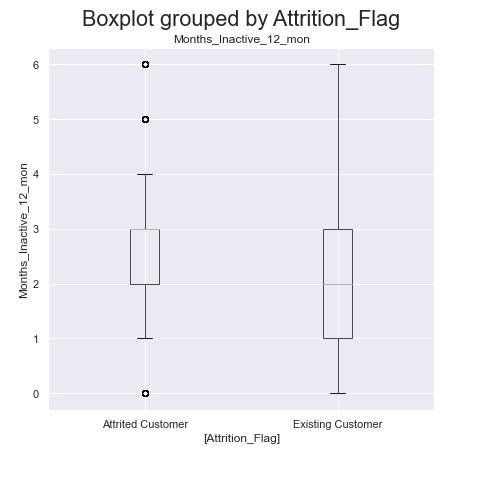 Boxplot grouped by Attrition_Flag
Months_Inactive_12_mon
Months_Inactive_12_mon
6
5
4
3
2
1
0
Attrited Customer
Existing Customer
[Attrition_Flag]